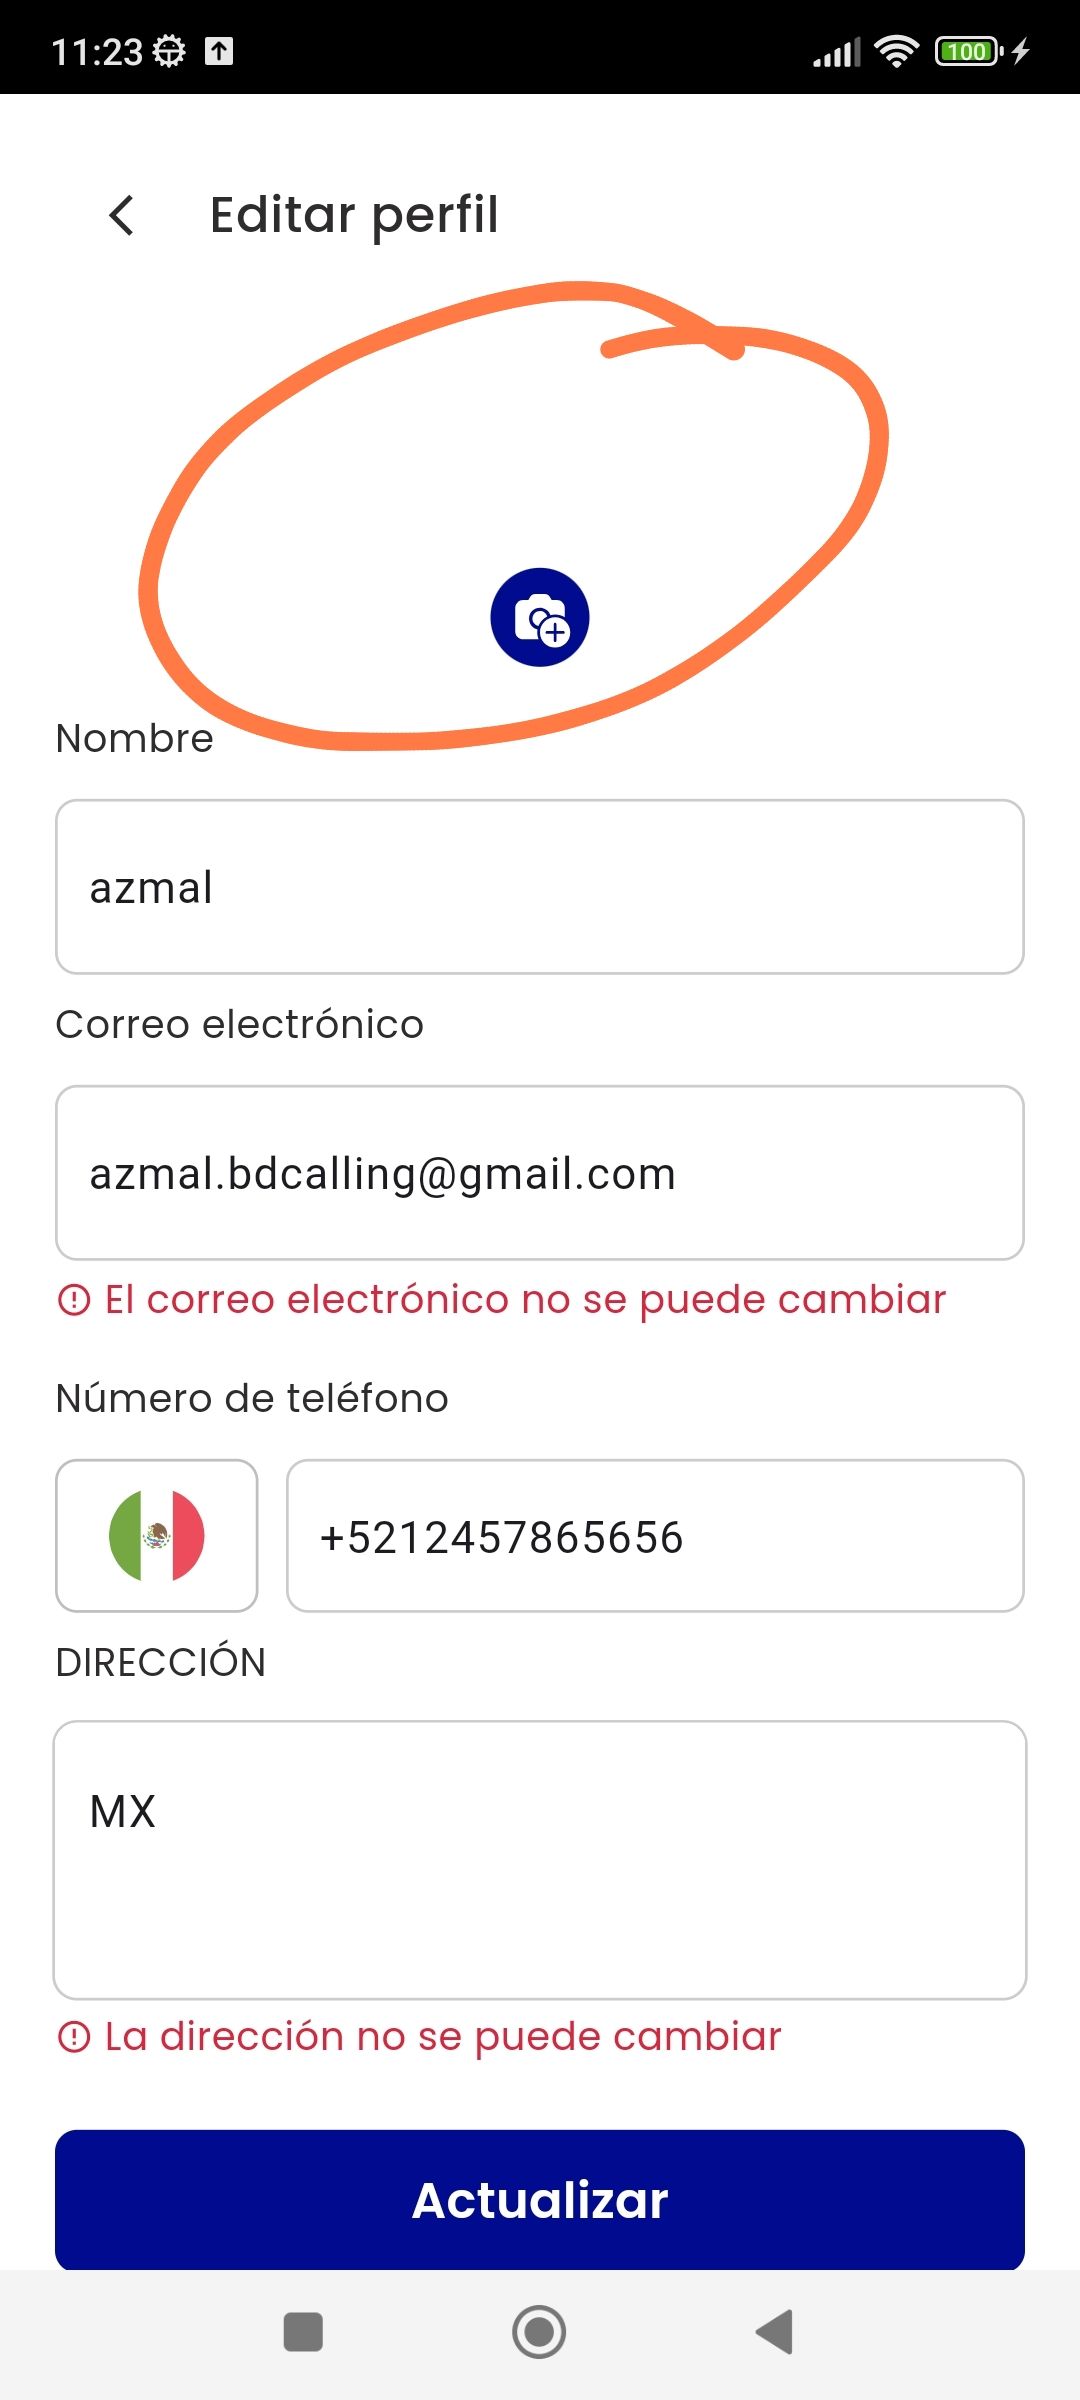 11:23
100
Editar perfil
Nombre
azmal
Correo electrónico
azmal.bdcalling@gmail.com
El correo electrónico no se puede cambiar
Número de teléfono
+5212457865656
DIRECCIÓN
MX
La dirección no se puede cambiar
Actualizar